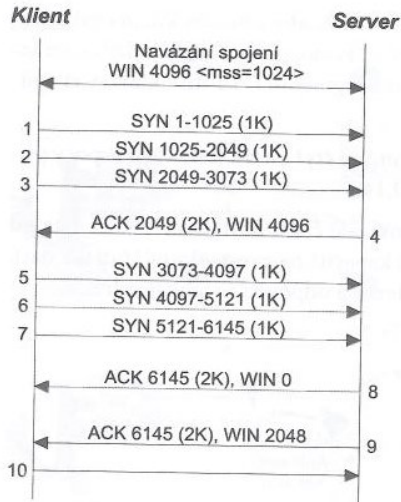 Klient
Server
Navázání spojení
WIN 4096 <mss=1024>
1
SYN 1-1025 (1K)
2
SYN 1025-2049 (1K)
3
SYN 2049-3073 (1K)
ACK 2049 (2K), WIN 4096
4
5
SYN 3073-4097 (1K)
6
SYN 4097-5121 (1K)
7
SYN 5121-6145 (1K)
ACK 6145 (2K), WIN 0
8
ACK 6145 (2K), WIN 2048
9
10